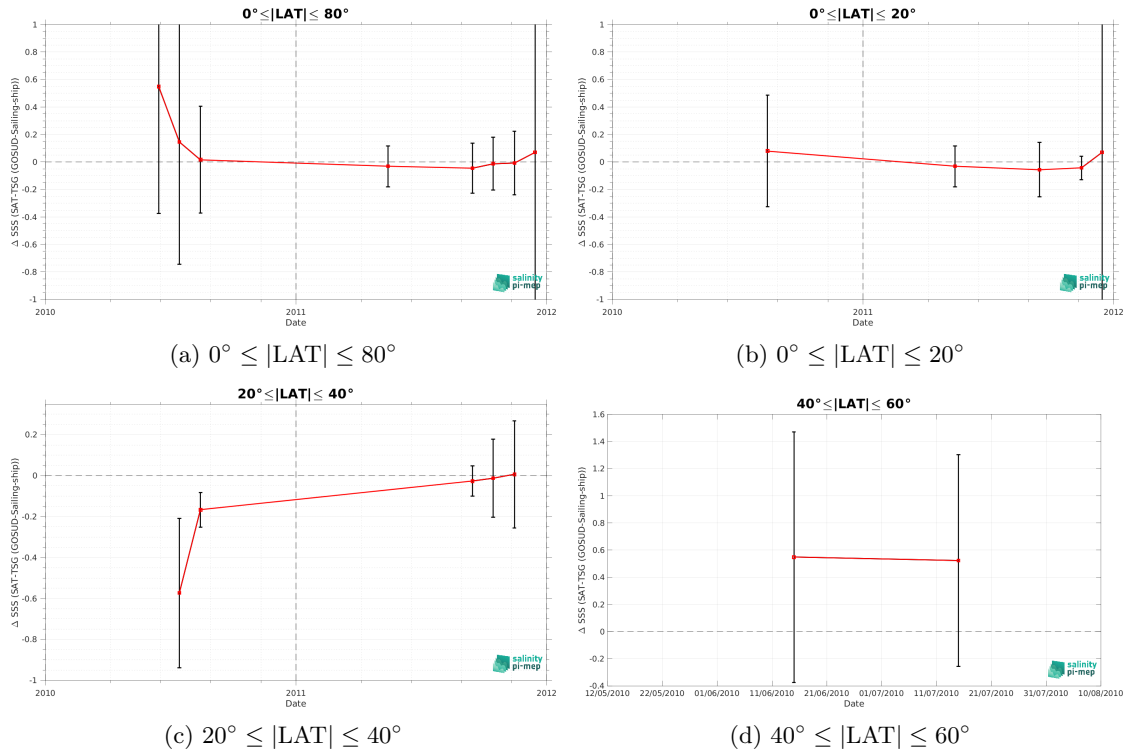 0°≤|LAT|≤ 80°
Δ SSS (SAT-TSG (GOSUD-Sailing-ship))
1
0.8
0.6
0.4
0.2
0
-0.2
-0.4
-0.6
-0.8
-1
2010
2011
2012
Date
salinity
pi-mep
(a) 0° ≤ |LAT| ≤ 80°
0°≤|LAT|≤ 20°
Δ SSS (SAT-TSG (GOSUD-Sailing-ship))
1
0.8
0.6
0.4
0.2
0
-0.2
-0.4
-0.6
-0.8
-1
2010
2011
2012
Date
salinity
pi-mep
(b) 0° ≤ |LAT| ≤ 20°
20°≤|LAT|≤ 40°
Δ SSS (SAT-TSG (GOSUD-Sailing-ship))
0.2
0
-0.2
-0.4
-0.6
-0.8
-1
2010
2011
2012
Date
salinity
pi-mep
(c) 20° ≤ |LAT| ≤ 40°
40°≤|LAT|≤ 60°
Δ SSS (SAT-TSG (GOSUD-Sailing-ship))
1.6
1.4
1.2
1
0.8
0.6
0.4
0.2
0
-0.2
-0.4
12/05/2010 22/05/2010 01/06/2010 11/06/2010 21/06/2010 01/07/2010 11/07/2010 21/07/2010 31/07/2010 10/08/2010
Date
salinity
pi-mep
(d) 40° ≤ |LAT| ≤ 60°